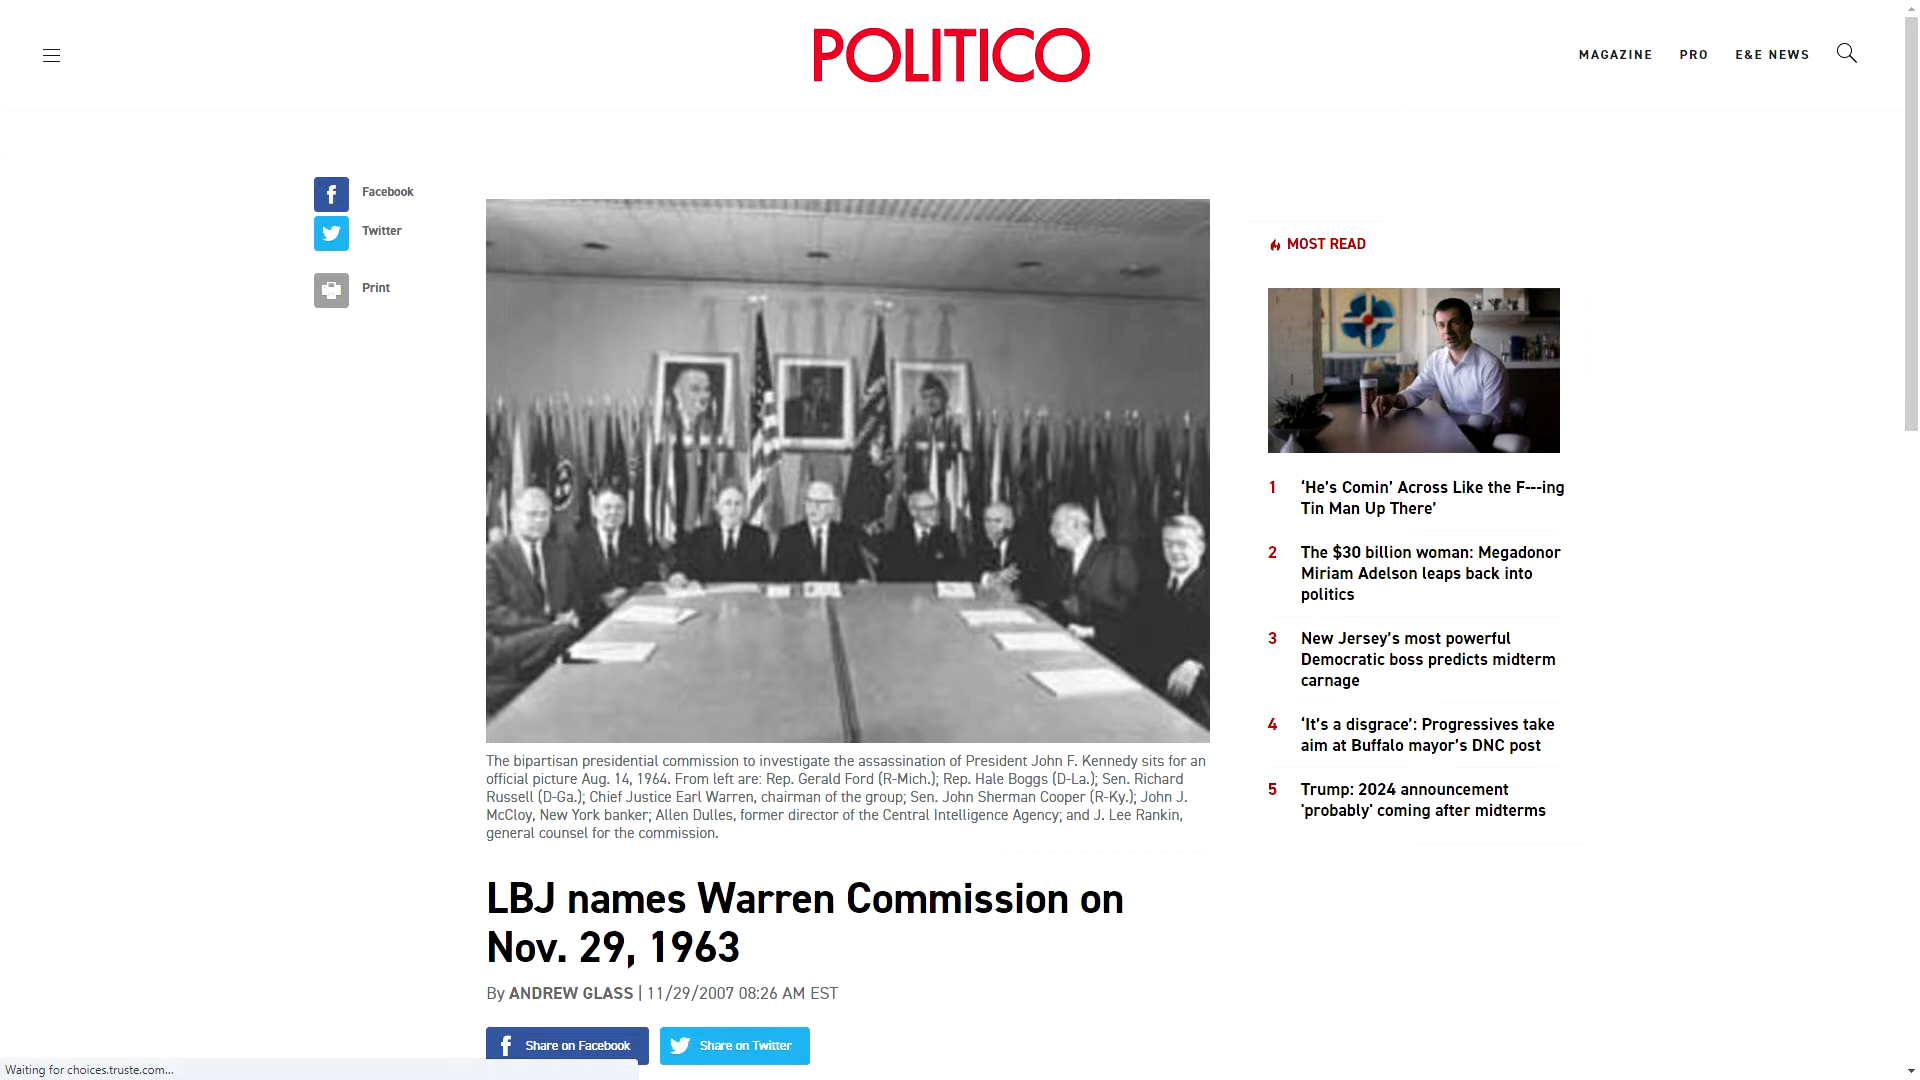 POLITICO
MAGAZINE
PRO
E&E NEWS
Facebook
Twitter
Print
The bipartisan presidential commission to investigate the assassination of President John F. Kennedy sits for an
official picture Aug. 14, 1964. From left are: Rep. Gerald Ford (R-Mich.); Rep. Hale Boggs (D-La.); Sen. Richard
Russell (D-Ga.); Chief Justice Earl Warren, chairman of the group; Sen. John Sherman Cooper (R-Ky.); John J.
McCloy, New York banker; Allen Dulles, former director of the Central Intelligence Agency; and J. Lee Rankin,
general counsel for the commission.
LBJ names Warren Commission on
Nov. 29, 1963
By ANDREW GLASS | 11/29/2007 08:26 AM EST
Share on Facebook
Share on Twitter
MOST READ
1 ‘He’s Comin’ Across Like the F---ing
Tin Man Up There’
2 The $30 billion woman: Megadonor
Miriam Adelson leaps back into
politics
3 New Jersey’s most powerful
Democratic boss predicts midterm
carnage
4 ‘It’s a disgrace’: Progressives take
aim at Buffalo mayor’s DNC post
5 Trump: 2024 announcement
'probably' coming after midterms
Waiting for choices.truste.com...